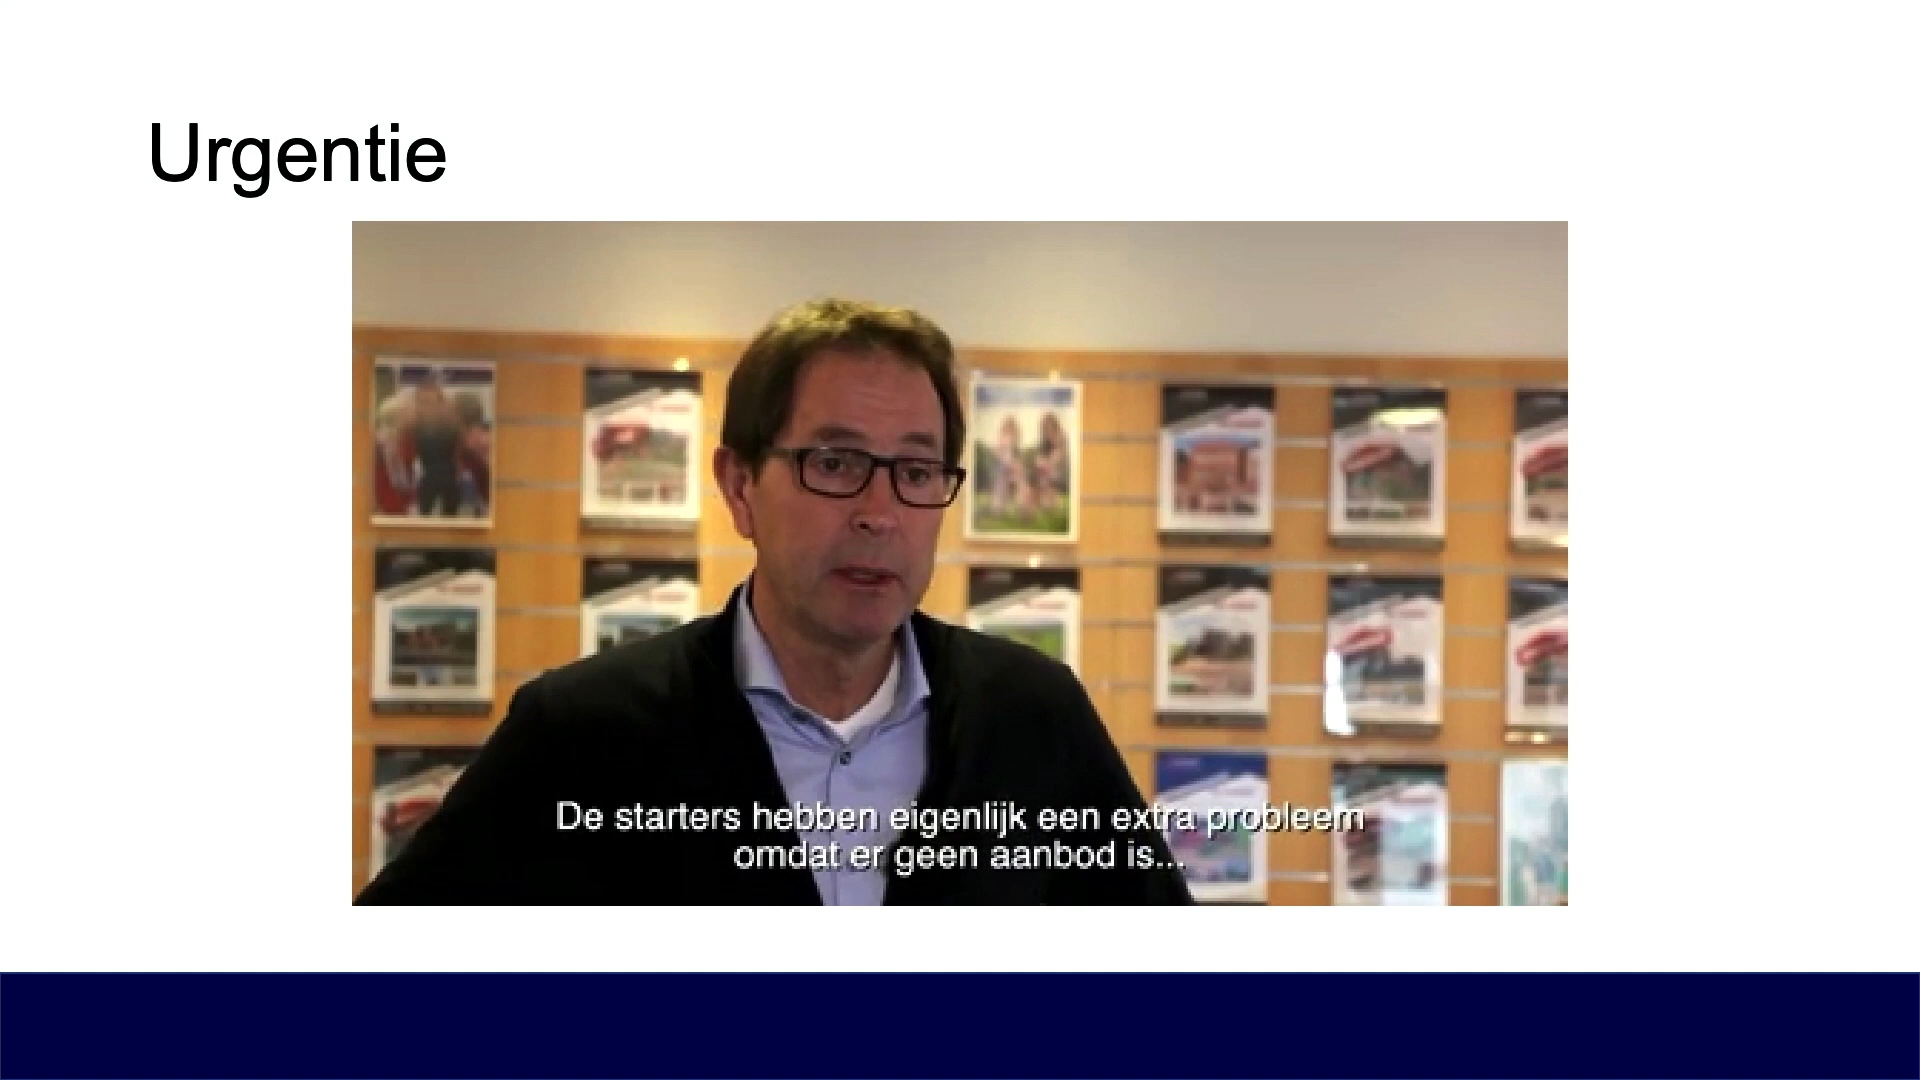 Urgentie
De starters hebben eigenlijk een extra probleem
omdat er geen aanbod is...